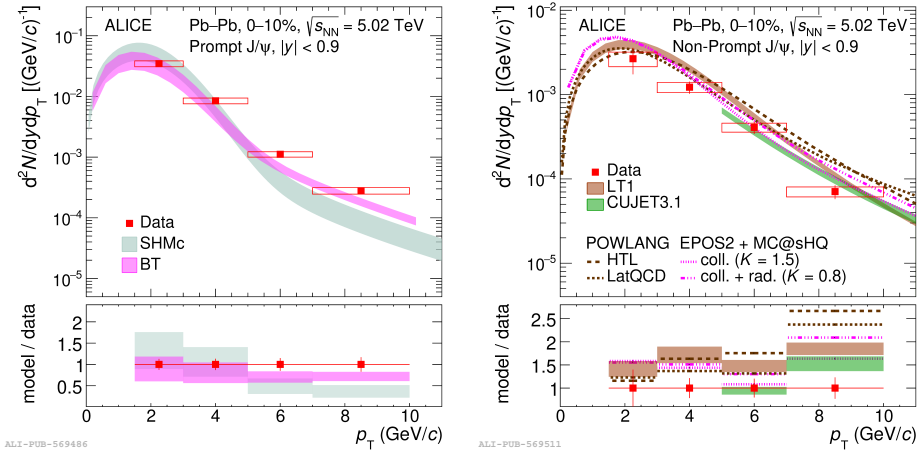 ALICE
Pb–Pb, 0–10%, √sNN = 5.02 TeV
Prompt J/ψ, |y| < 0.9
d²N/dydpT [(GeV/c)⁻¹]
10⁻¹
10⁻²
10⁻³
10⁻⁴
10⁻⁵
Data
SHMc
BT
model / data
2
1.5
1
0.5
0 2 4 6 8 10
pT (GeV/c)
ALI-PUB-569486
ALICE
Pb–Pb, 0–10%, √sNN = 5.02 TeV
Non-Prompt J/ψ, |y| < 0.9
d²N/dydpT [(GeV/c)⁻¹]
10⁻¹
10⁻²
10⁻³
10⁻⁴
10⁻⁵
Data
LT1
CUJET3.1
POWLANG EPOS2 + MC@sHQ
HTL coll. (K = 1.5)
LatQCD coll. + rad. (K = 0.8)
model / data
2.5
2
1.5
1
0 2 4 6 8 10
pT (GeV/c)
ALI-PUB-569511